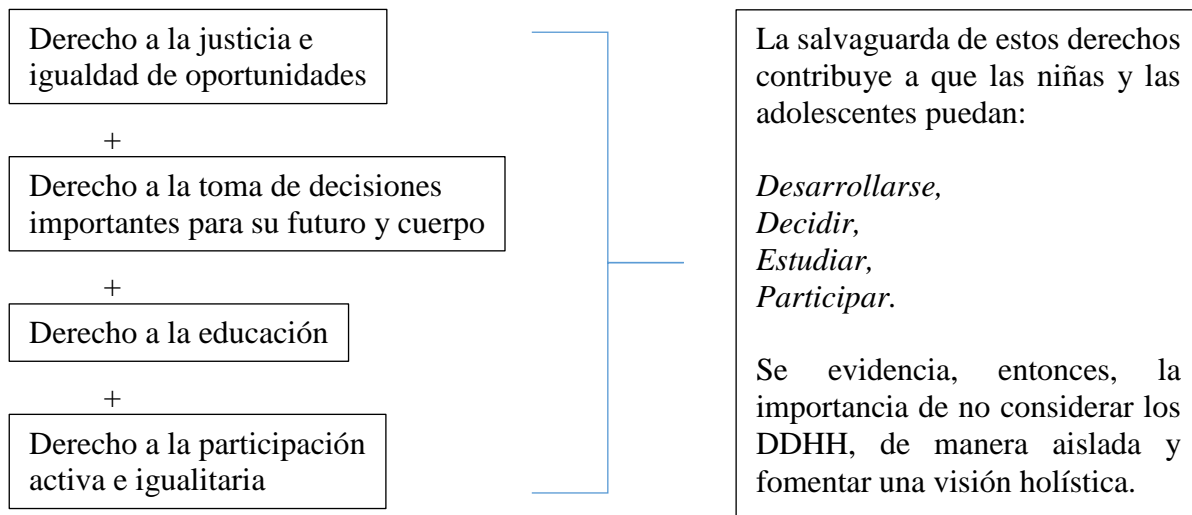 Derecho a la justicia e
igualdad de oportunidades
+
Derecho a la toma de decisiones
importantes para su futuro y cuerpo
+
Derecho a la educación
+
Derecho a la participación
activa e igualitaria
La salvaguarda de estos derechos
contribuye a que las niñas y las
adolescentes puedan:
Desarrollarse,
Decidir,
Estudiar,
Participar.
Se evidencia, entonces, la
importancia de no considerar los
DDHH, de manera aislada y
fomentar una visión holística.